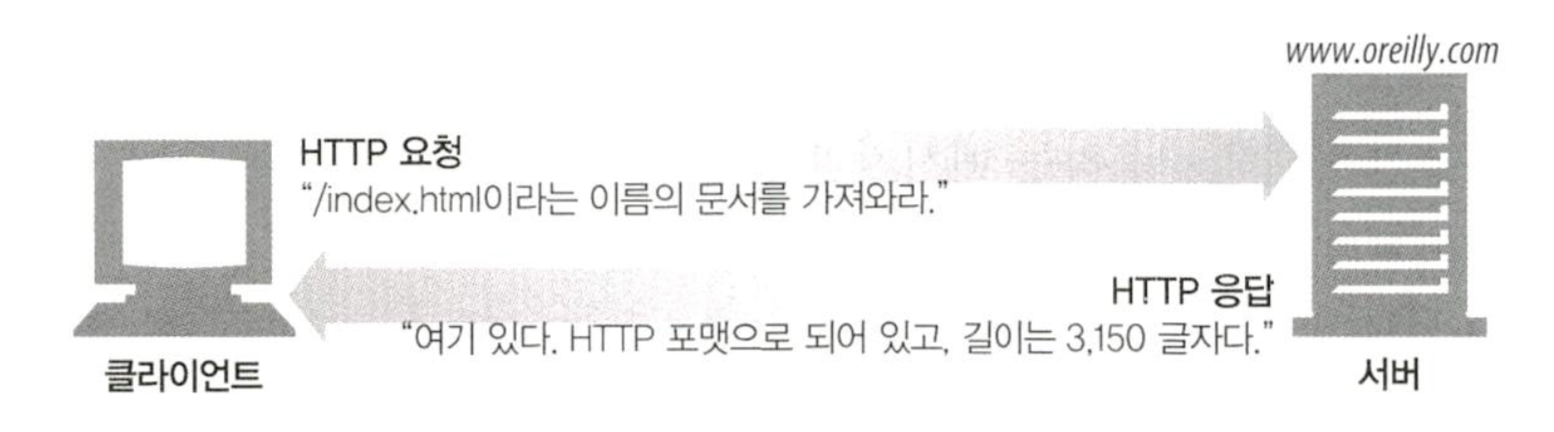 www.oreilly.com
HTTP 요청
“/index.html이라는 이름의 문서를 가져와라.”
HTTP 응답
“여기 있다. HTTP 포맷으로 되어 있고, 길이는 3,150 글자다.”
클라이언트
서버